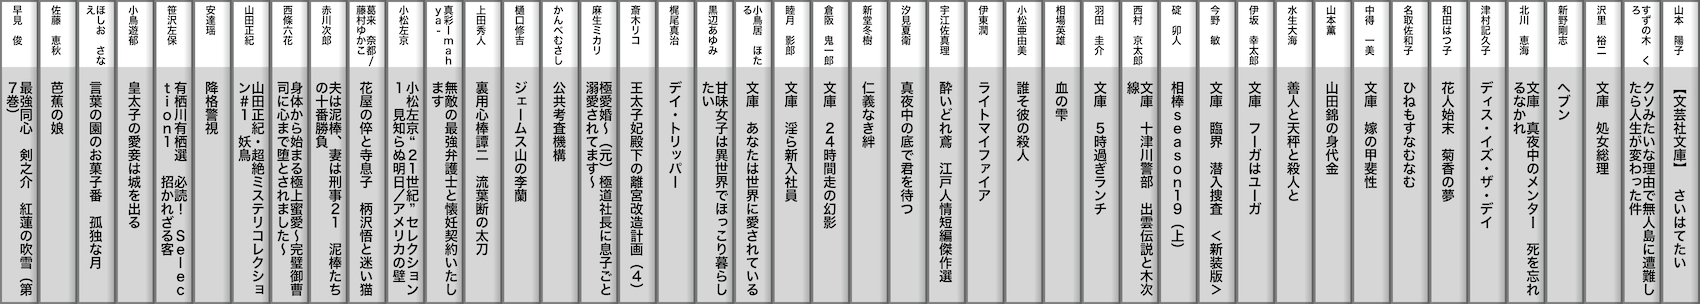 山本　陽子
【文芸社文庫】　さいはてたい
すずの木　く
ろ
クソみたいな理由で無人島に遭難し
たら人生が変わった件
沢里　裕二
文庫　処女総理
新野剛志
ヘブン
北川　恵海
文庫　真夜中のメンター　死を忘れ
るなかれ
津村記久子
ディス・イズ・ザ・デイ
和田はつ子
花人始末　菊香の夢
名取佐和子
ひねもすなむなむ
中得　一美
文庫　嫁の甲斐性
山本薫
山田錦の身代金
水生大海
善人と天秤と殺人と
伊坂　幸太郎
文庫　フーガはユーガ
今野　敏
文庫　臨界　潜入捜査　＜新装版＞
碇　卯人
相棒ｓｅａｓｏｎ１９（上）
西村　京太郎
文庫　十津川警部　出雲伝説と木次
線
羽田　圭介
文庫　５時過ぎランチ
相場英雄
血の雫
小松亜由美
誰そ彼の殺人
伊東潤
ライトマイファイア
宇江佐真理
酔いどれ鳶　江戸人情短編傑作選
汐見夏衛
真夜中の底で君を待つ
新堂冬樹
仁義なき絆
倉阪　鬼一郎
文庫　２４時間走の幻影
睦月　影郎
文庫　淫ら新入社員
小鳥居　ほた
る
文庫　あなたは世界に愛されている
黒辺あゆみ
甘味女子は異世界でほっこり暮らし
たい
梶尾真治
デイ・トリッパー
斎木リコ
王太子妃殿下の離宮改造計画（４）
麻生ミカリ
極愛婚～（元）極道社長に息子ごと
溺愛されてます～
かんべむさし
公共考査機構
樋口修吉
ジェームス山の李蘭
上田秀人
裏用心棒譚二　流葉断の太刀
真彩－ｍａｈ
ｙａ－
無敵の最強弁護士と懐妊契約いたし
ます
小松左京
小松左京“２１世紀”セレクション
１　見知らぬ明日／アメリカの壁
葛来　奈都／
藤村ゆかこ
花屋の倅と寺息子　柄沢悟と迷い猫
赤川次郎
夫は泥棒、妻は刑事２１　泥棒たち
の十番勝負
西條六花
身体から始まる極上蜜愛～完璧御曹
司に心まで堕とされました～
山田正紀
山田正紀・超絶ミステリコレクショ
ン＃１　妖鳥
安達瑶
降格警視
笹沢左保
有栖川有栖選　必読！　Ｓｅｌｅｃ
ｔｉｏｎ１　招かれざる客
小鳥遊郁
皇太子の愛妾は城を出る
ほしお　さな
え
言葉の園のお菓子番　孤独な月
佐藤　恵秋
芭蕉の娘
早見　俊
最強同心　剣之介　紅蓮の吹雪（第
７巻）